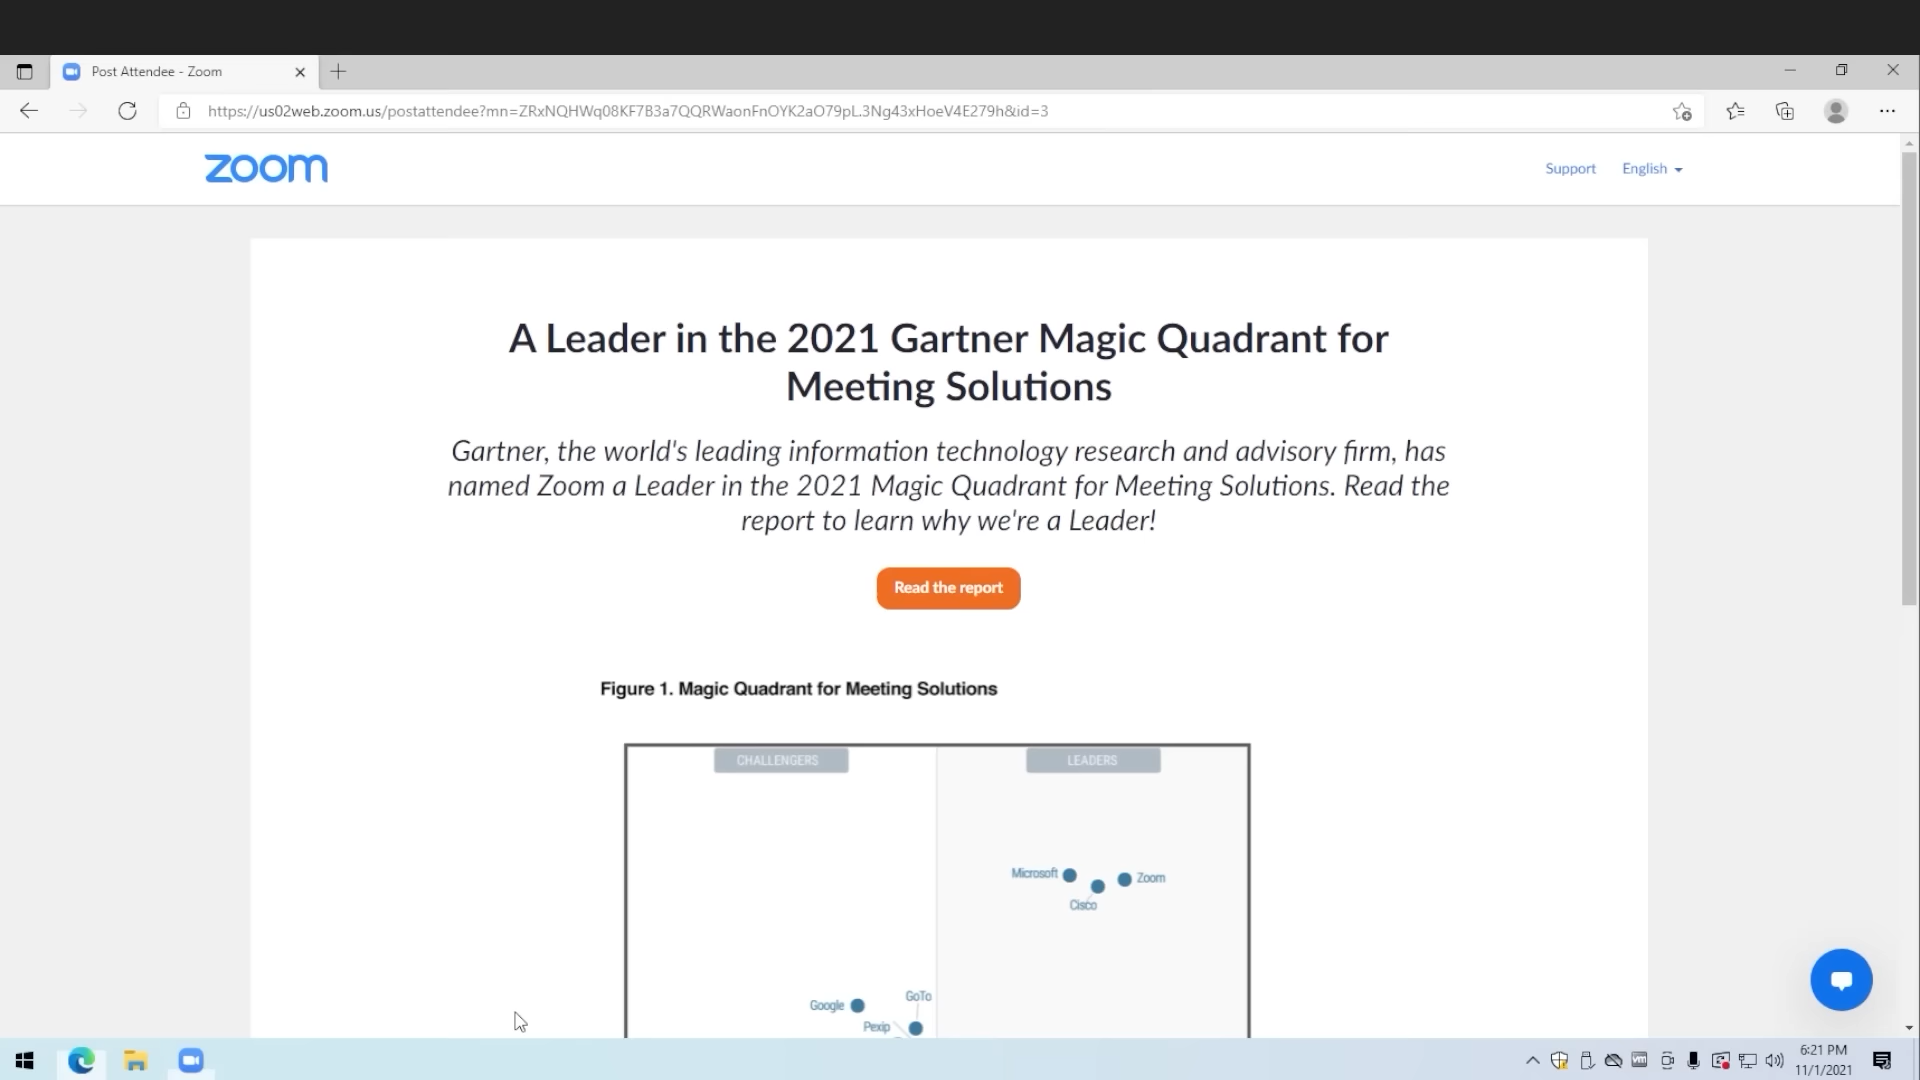 Post Attendee - Zoom
https://us02web.zoom.us/postattendee?mn=ZRxNQHWq08KF7B3a7QQRWaonFnOYK2aO79pL.3Ng43xHoeV4E279h&id=3
zoom
Support English
A Leader in the 2021 Gartner Magic Quadrant for
Meeting Solutions
Gartner, the world's leading information technology research and advisory firm, has
named Zoom a Leader in the 2021 Magic Quadrant for Meeting Solutions. Read the
report to learn why we're a Leader!
Read the report
Figure 1. Magic Quadrant for Meeting Solutions
CHALLENGERS LEADERS
Microsoft Zoom
Cisco
GoTo
Google
Pexip
6:21 PM
11/1/2021